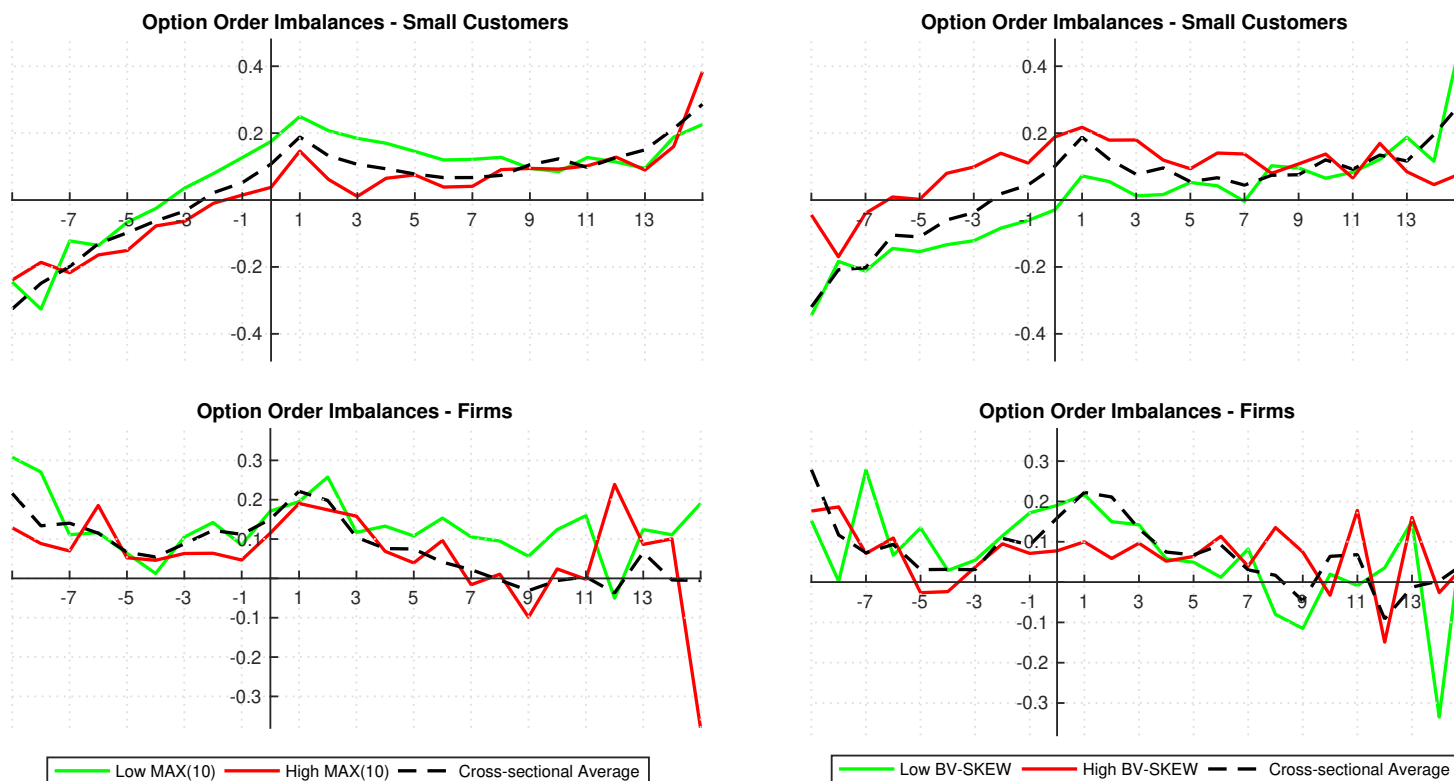 Option Order Imbalances - Small Customers
0.4
0.2
-7 -5 -3 -1 1 3 5 7 9 11 13
-0.2
-0.4
Option Order Imbalances - Small Customers
0.4
0.2
-7 -5 -3 -1 1 3 5 7 9 11 13
-0.2
-0.4
Option Order Imbalances - Firms
0.3
0.2
0.1
-7 -5 -3 -1 1 3 5 7 9 11 13
-0.1
-0.2
-0.3
Low MAX(10) High MAX(10) Cross-sectional Average
Option Order Imbalances - Firms
0.3
0.2
0.1
-7 -5 -3 -1 1 3 5 7 9 11 13
-0.1
-0.2
-0.3
Low BV-SKEW High BV-SKEW Cross-sectional Average